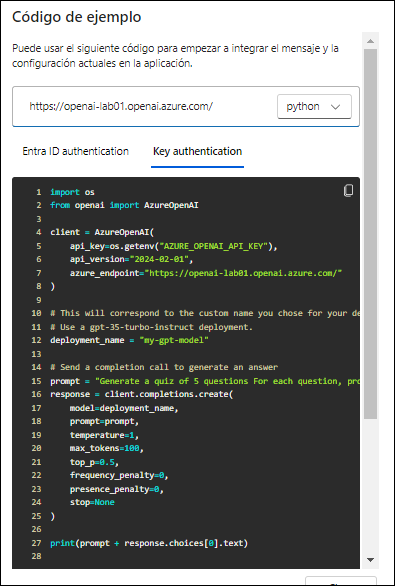 Código de ejemplo
Puede usar el siguiente código para empezar a integrar el mensaje y la
configuración actuales en la aplicación.
https://openai-lab01.openai.azure.com/ python
Entra ID authentication Key authentication
1 import os
2 from openai import AzureOpenAI
3
4 client = AzureOpenAI(
5 api_key=os.getenv("AZURE_OPENAI_API_KEY"),
6 api_version="2024-02-01",
7 azure_endpoint="https://openai-lab01.openai.azure.com/"
8 )
9
10 # This will correspond to the custom name you chose for your de
11 # Use a gpt-35-turbo-instruct deployment.
12 deployment_name = "my-gpt-model"
13
14 # Send a completion call to generate an answer
15 prompt = "Generate a quiz of 5 questions For each question, pro
16 response = client.completions.create(
17 model=deployment_name,
18 prompt=prompt,
19 temperature=1,
20 max_tokens=100,
21 top_p=0.5,
22 frequency_penalty=0,
23 presence_penalty=0,
24 stop=None
25 )
26
27 print(prompt + response.choices[0].text)
28